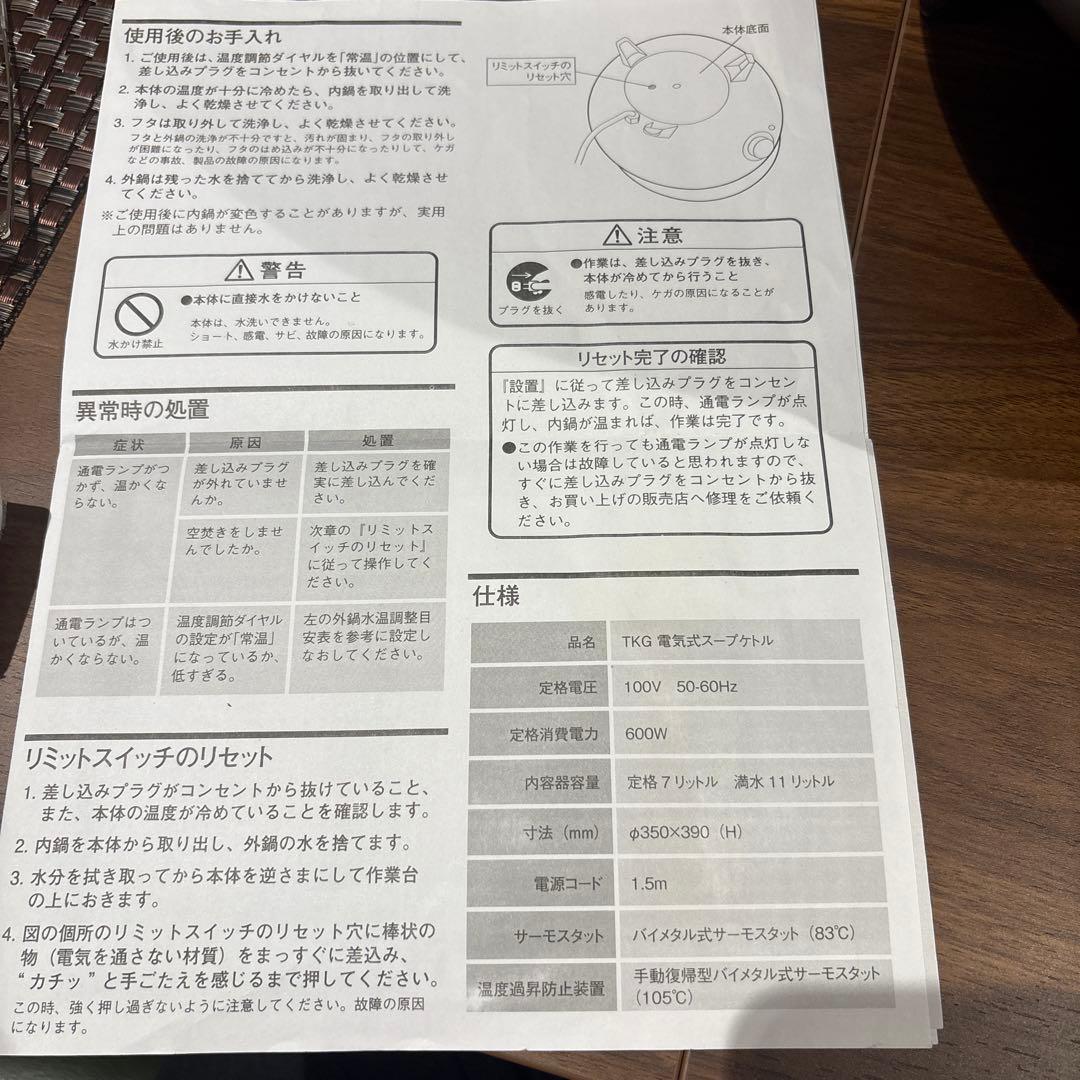 使用後のお手入れ
1. ご使用後は、温度調節ダイヤルを「常温」の位置にして、
差し込みプラグをコンセントから抜いてください。
2. 本体の温度が十分に冷めたら、内鍋を取り出して洗
浄し、よく乾燥させてください。
3. フタは取り外して洗浄し、よく乾燥させてください。
フタと外鍋の洗浄が不十分ですと、汚れが固まり、フタの取り外し
が困難になったり、フタのはめ込みが不十分になったりして、ケガ
などの事故、製品の故障の原因になります。
4. 外鍋は残った水を捨ててから洗浄し、よく乾燥させ
てください。
※ご使用後に内鍋が変色することがありますが、実用
上の問題はありません。
警告
●本体に直接水をかけないこと
本体は、水洗いできません。
ショート、感電、サビ、故障の原因になります。
水かけ禁止
異常時の処置
症状 原因 処置
通電ランプがつ
かず、温かくな
らない。
差し込みプラグ
が外れていませ
んか。
差し込みプラグを確
実に差し込んでくだ
さい。
空焚きをしませ
んでしたか。
次章の『リミットス
イッチのリセット』
に従って操作してく
ださい。
通電ランプはつ
いているが、温
かくならない。
温度調節ダイヤル
の設定が「常温」
になっているか、
低すぎる。
左の外鍋水温調整目
安表を参考に設定し
なおしてください。
リミットスイッチのリセット
1. 差し込みプラグがコンセントから抜けていること、
また、本体の温度が冷めていることを確認します。
2. 内鍋を本体から取り出し、外鍋の水を捨てます。
3. 水分を拭き取ってから本体を逆さまにして作業台
の上におきます。
4. 図の個所のリミットスイッチのリセット穴に棒状の
物（電気を通さない材質）をまっすぐに差込み、
“カチッ”と手ごたえを感じるまで押してください。
この時、強く押し過ぎないように注意してください。故障の原因
になります。
本体底面
リミットスイッチの
リセット穴
注意
●作業は、差し込みプラグを抜き、
本体が冷めてから行うこと
感電したり、ケガの原因になることが
あります。
プラグを抜く
リセット完了の確認
『設置』に従って差し込みプラグをコンセン
トに差し込みます。この時、通電ランプが点
灯し、内鍋が温まれば、作業は完了です。
●この作業を行っても通電ランプが点灯しな
い場合は故障していると思われますので、
すぐに差し込みプラグをコンセントから抜
き、お買い上げの販売店へ修理をご依頼く
ださい。
仕様
品名 TKG 電気式スープケトル
定格電圧 100V 50-60Hz
定格消費電力 600W
内容器容量 定格7リットル 満水11リットル
寸法（mm） φ350×390（H）
電源コード 1.5m
サーモスタット バイメタル式サーモスタット（83℃）
温度過昇防止装置 手動復帰型バイメタル式サーモスタット
（105℃）